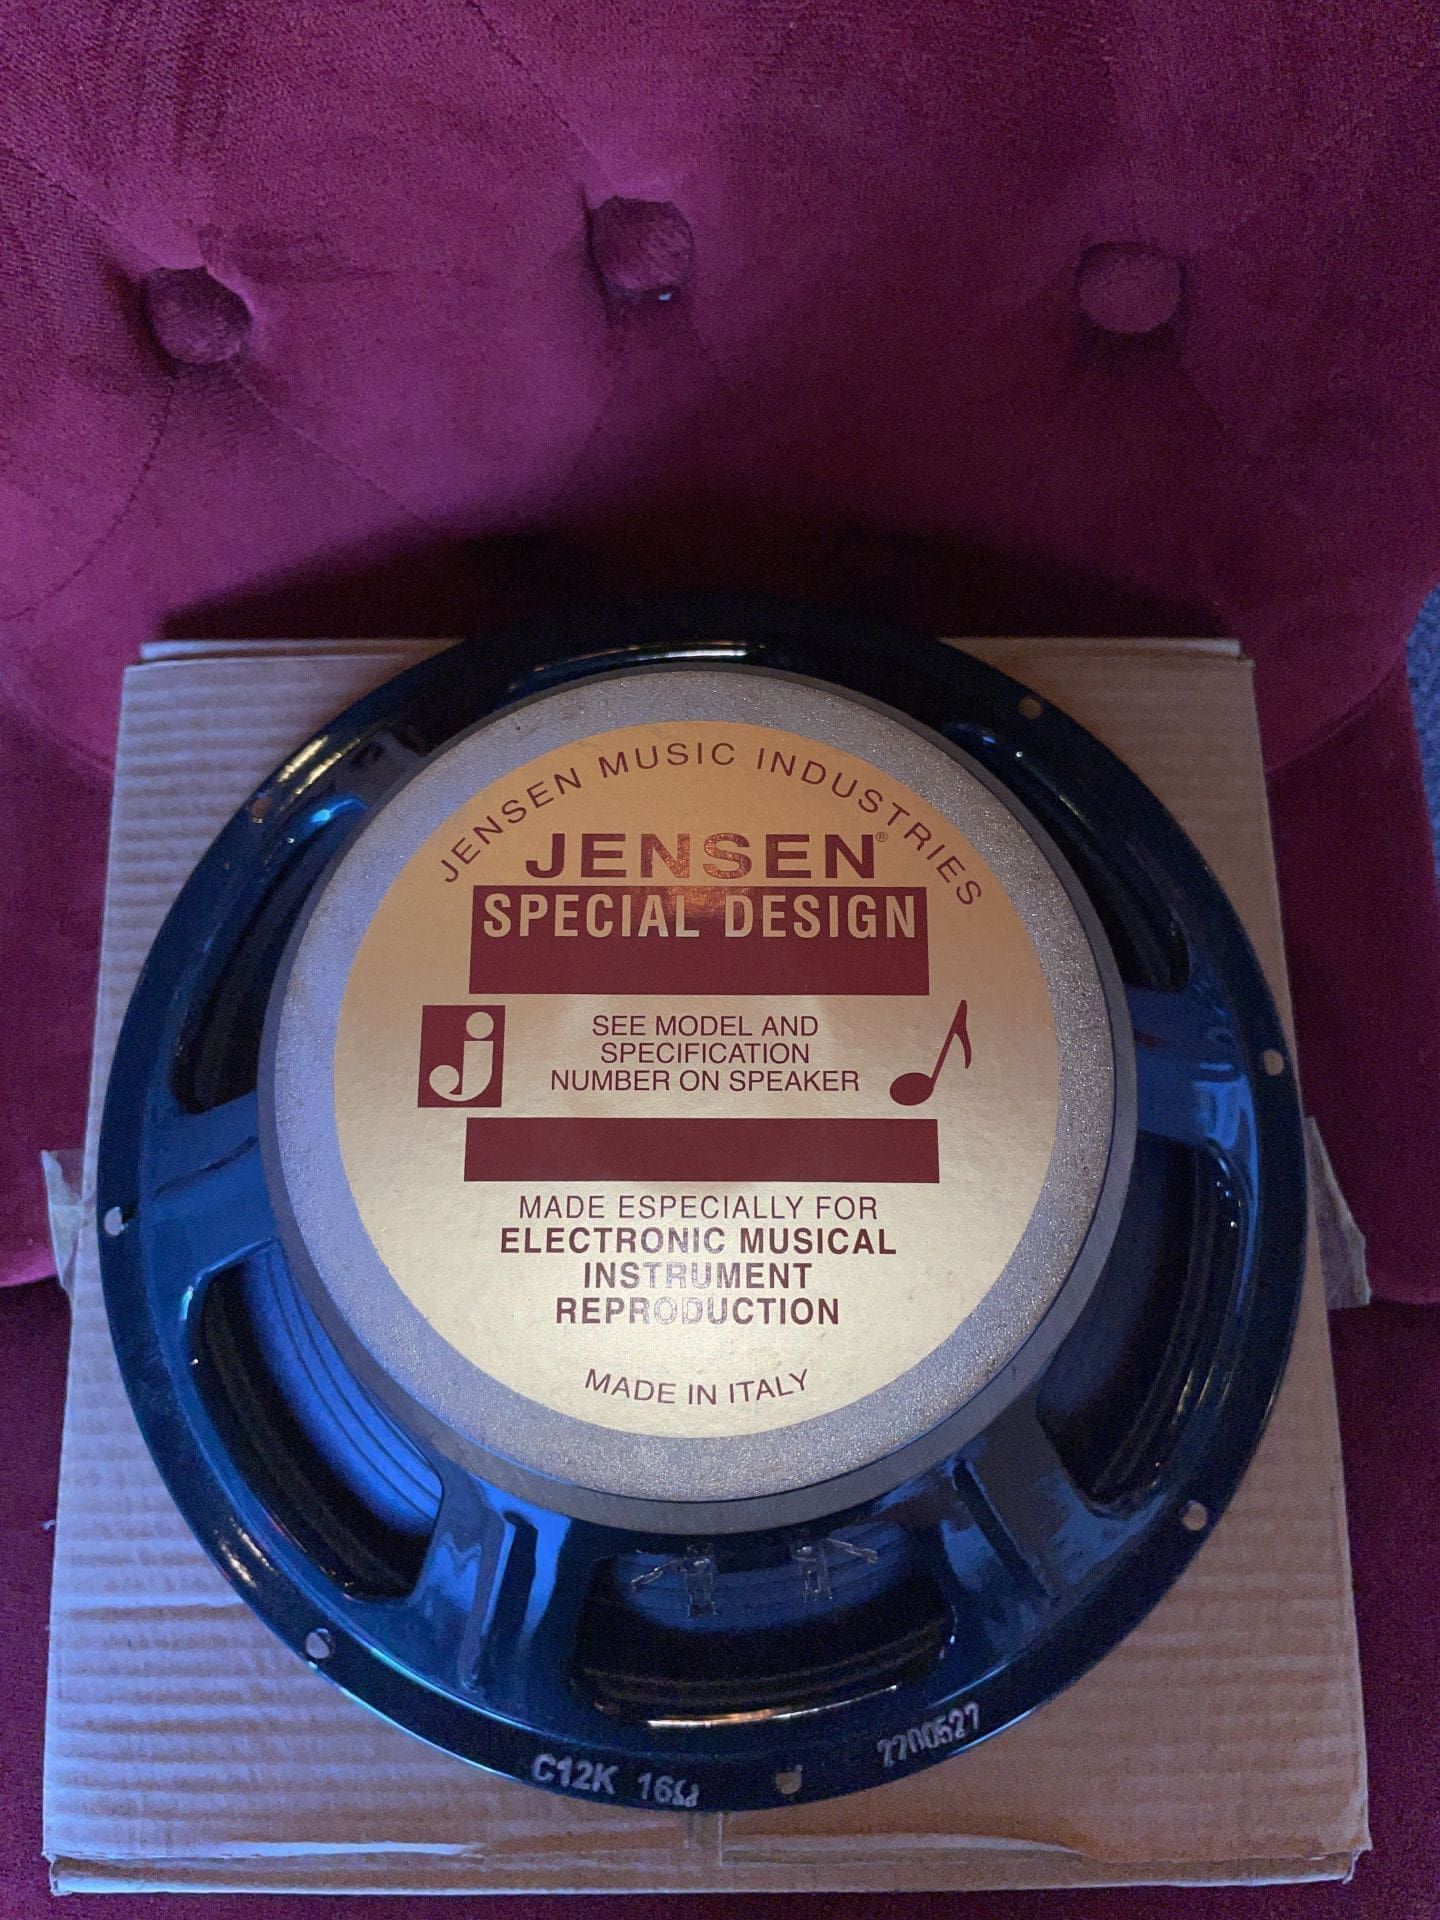 JENSEN MUSIC INDUSTRIES
JENSEN®
SPECIAL DESIGN
j
SEE MODEL AND
SPECIFICATION
NUMBER ON SPEAKER
MADE ESPECIALLY FOR
ELECTRONIC MUSICAL
INSTRUMENT
REPRODUCTION
MADE IN ITALY
C12K 16Ω